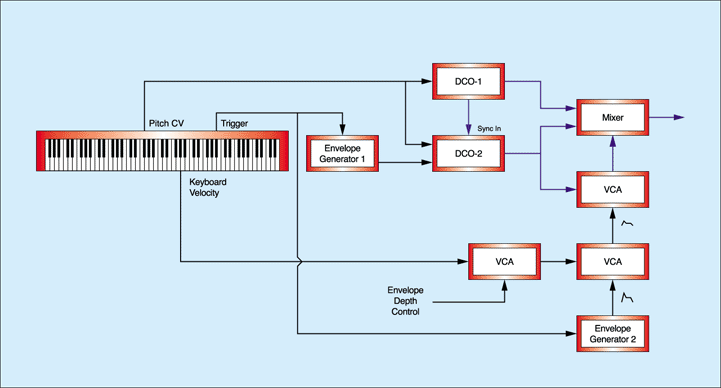 DCO-1
Pitch CV
Trigger
Mixer
Sync In
Envelope
Generator 1
DCO-2
Keyboard
Velocity
VCA
VCA
VCA
Envelope
Depth
Control
Envelope
Generator 2